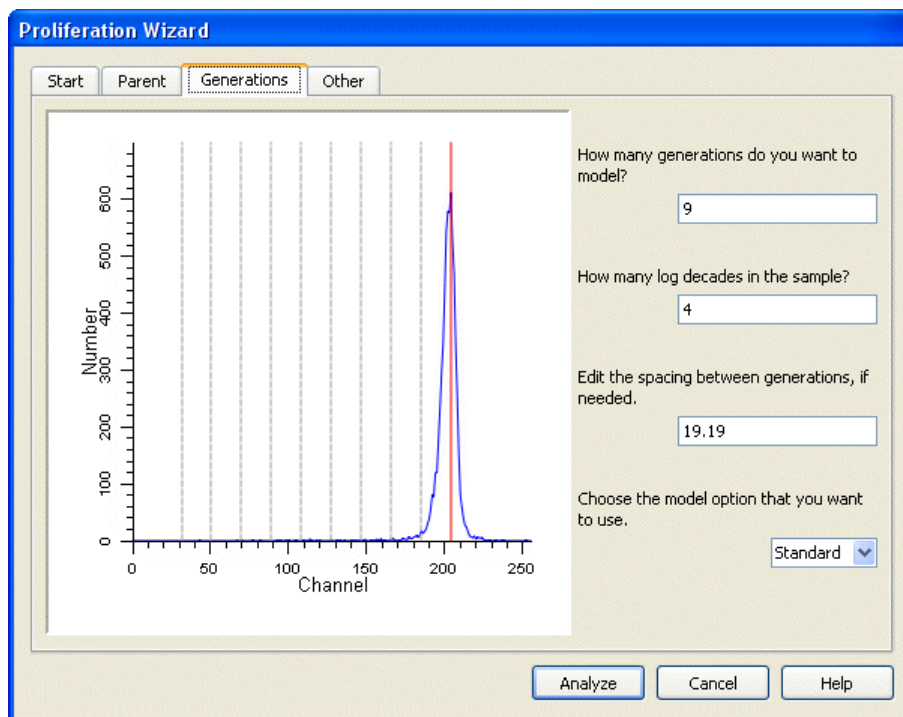 Proliferation Wizard
Start Parent Generations Other
Number
600
500
400
300
200
100
0
0 50 100 150 200 250
Channel
How many generations do you want to
model?
9
How many log decades in the sample?
4
Edit the spacing between generations, if
needed.
19.19
Choose the model option that you want
to use.
Standard
Analyze Cancel Help